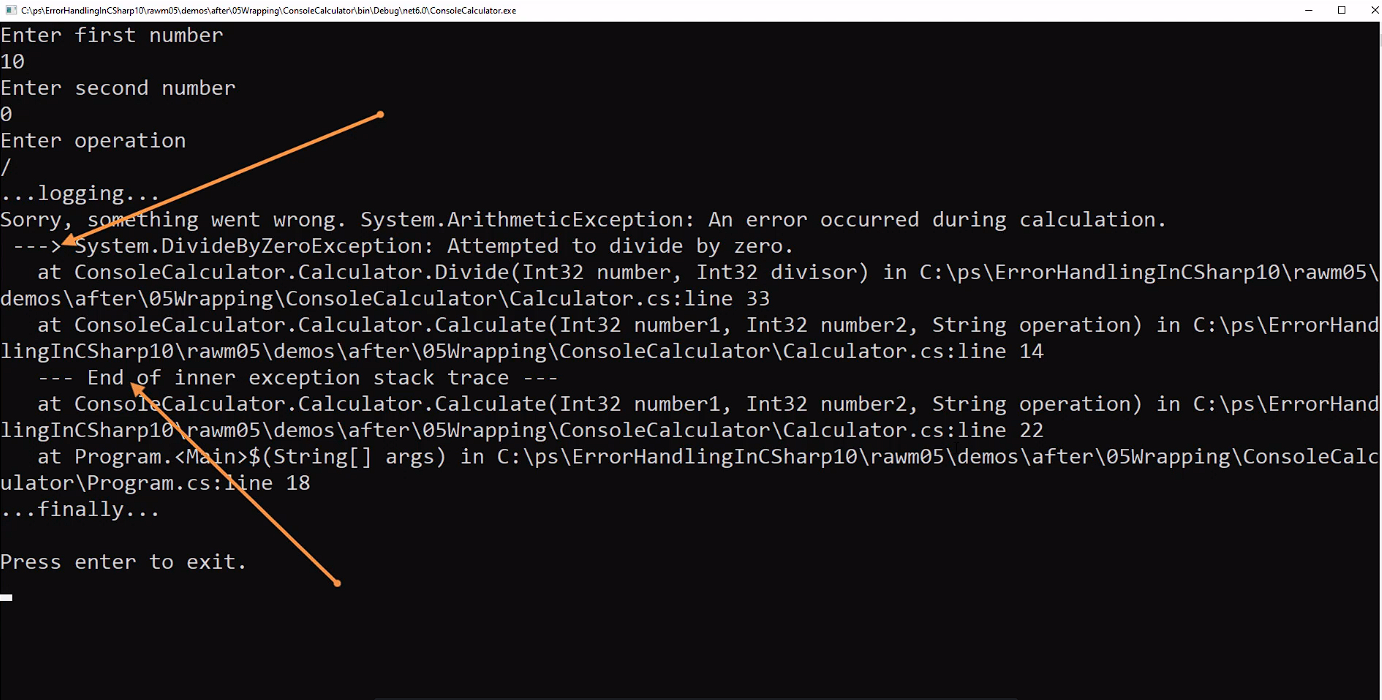 C:\ps\ErrorHandlingInCSharp10\rawm05\demos\after\05Wrapping\ConsoleCalculator\bin\Debug\net6.0\ConsoleCalculator.exe
Enter first number
10
Enter second number
0
Enter operation
/
...logging...
Sorry, something went wrong. System.ArithmeticException: An error occurred during calculation.
 ---> System.DivideByZeroException: Attempted to divide by zero.
   at ConsoleCalculator.Calculator.Divide(Int32 number, Int32 divisor) in C:\ps\ErrorHandlingInCSharp10\rawm05\
demos\after\05Wrapping\ConsoleCalculator\Calculator.cs:line 33
   at ConsoleCalculator.Calculator.Calculate(Int32 number1, Int32 number2, String operation) in C:\ps\ErrorHand
lingInCSharp10\rawm05\demos\after\05Wrapping\ConsoleCalculator\Calculator.cs:line 14
   --- End of inner exception stack trace ---
   at ConsoleCalculator.Calculator.Calculate(Int32 number1, Int32 number2, String operation) in C:\ps\ErrorHand
lingInCSharp10\rawm05\demos\after\05Wrapping\ConsoleCalculator\Calculator.cs:line 22
   at Program.<Main>$(String[] args) in C:\ps\ErrorHandlingInCSharp10\rawm05\demos\after\05Wrapping\ConsoleCalc
ulator\Program.cs:line 18
...finally...
Press enter to exit.